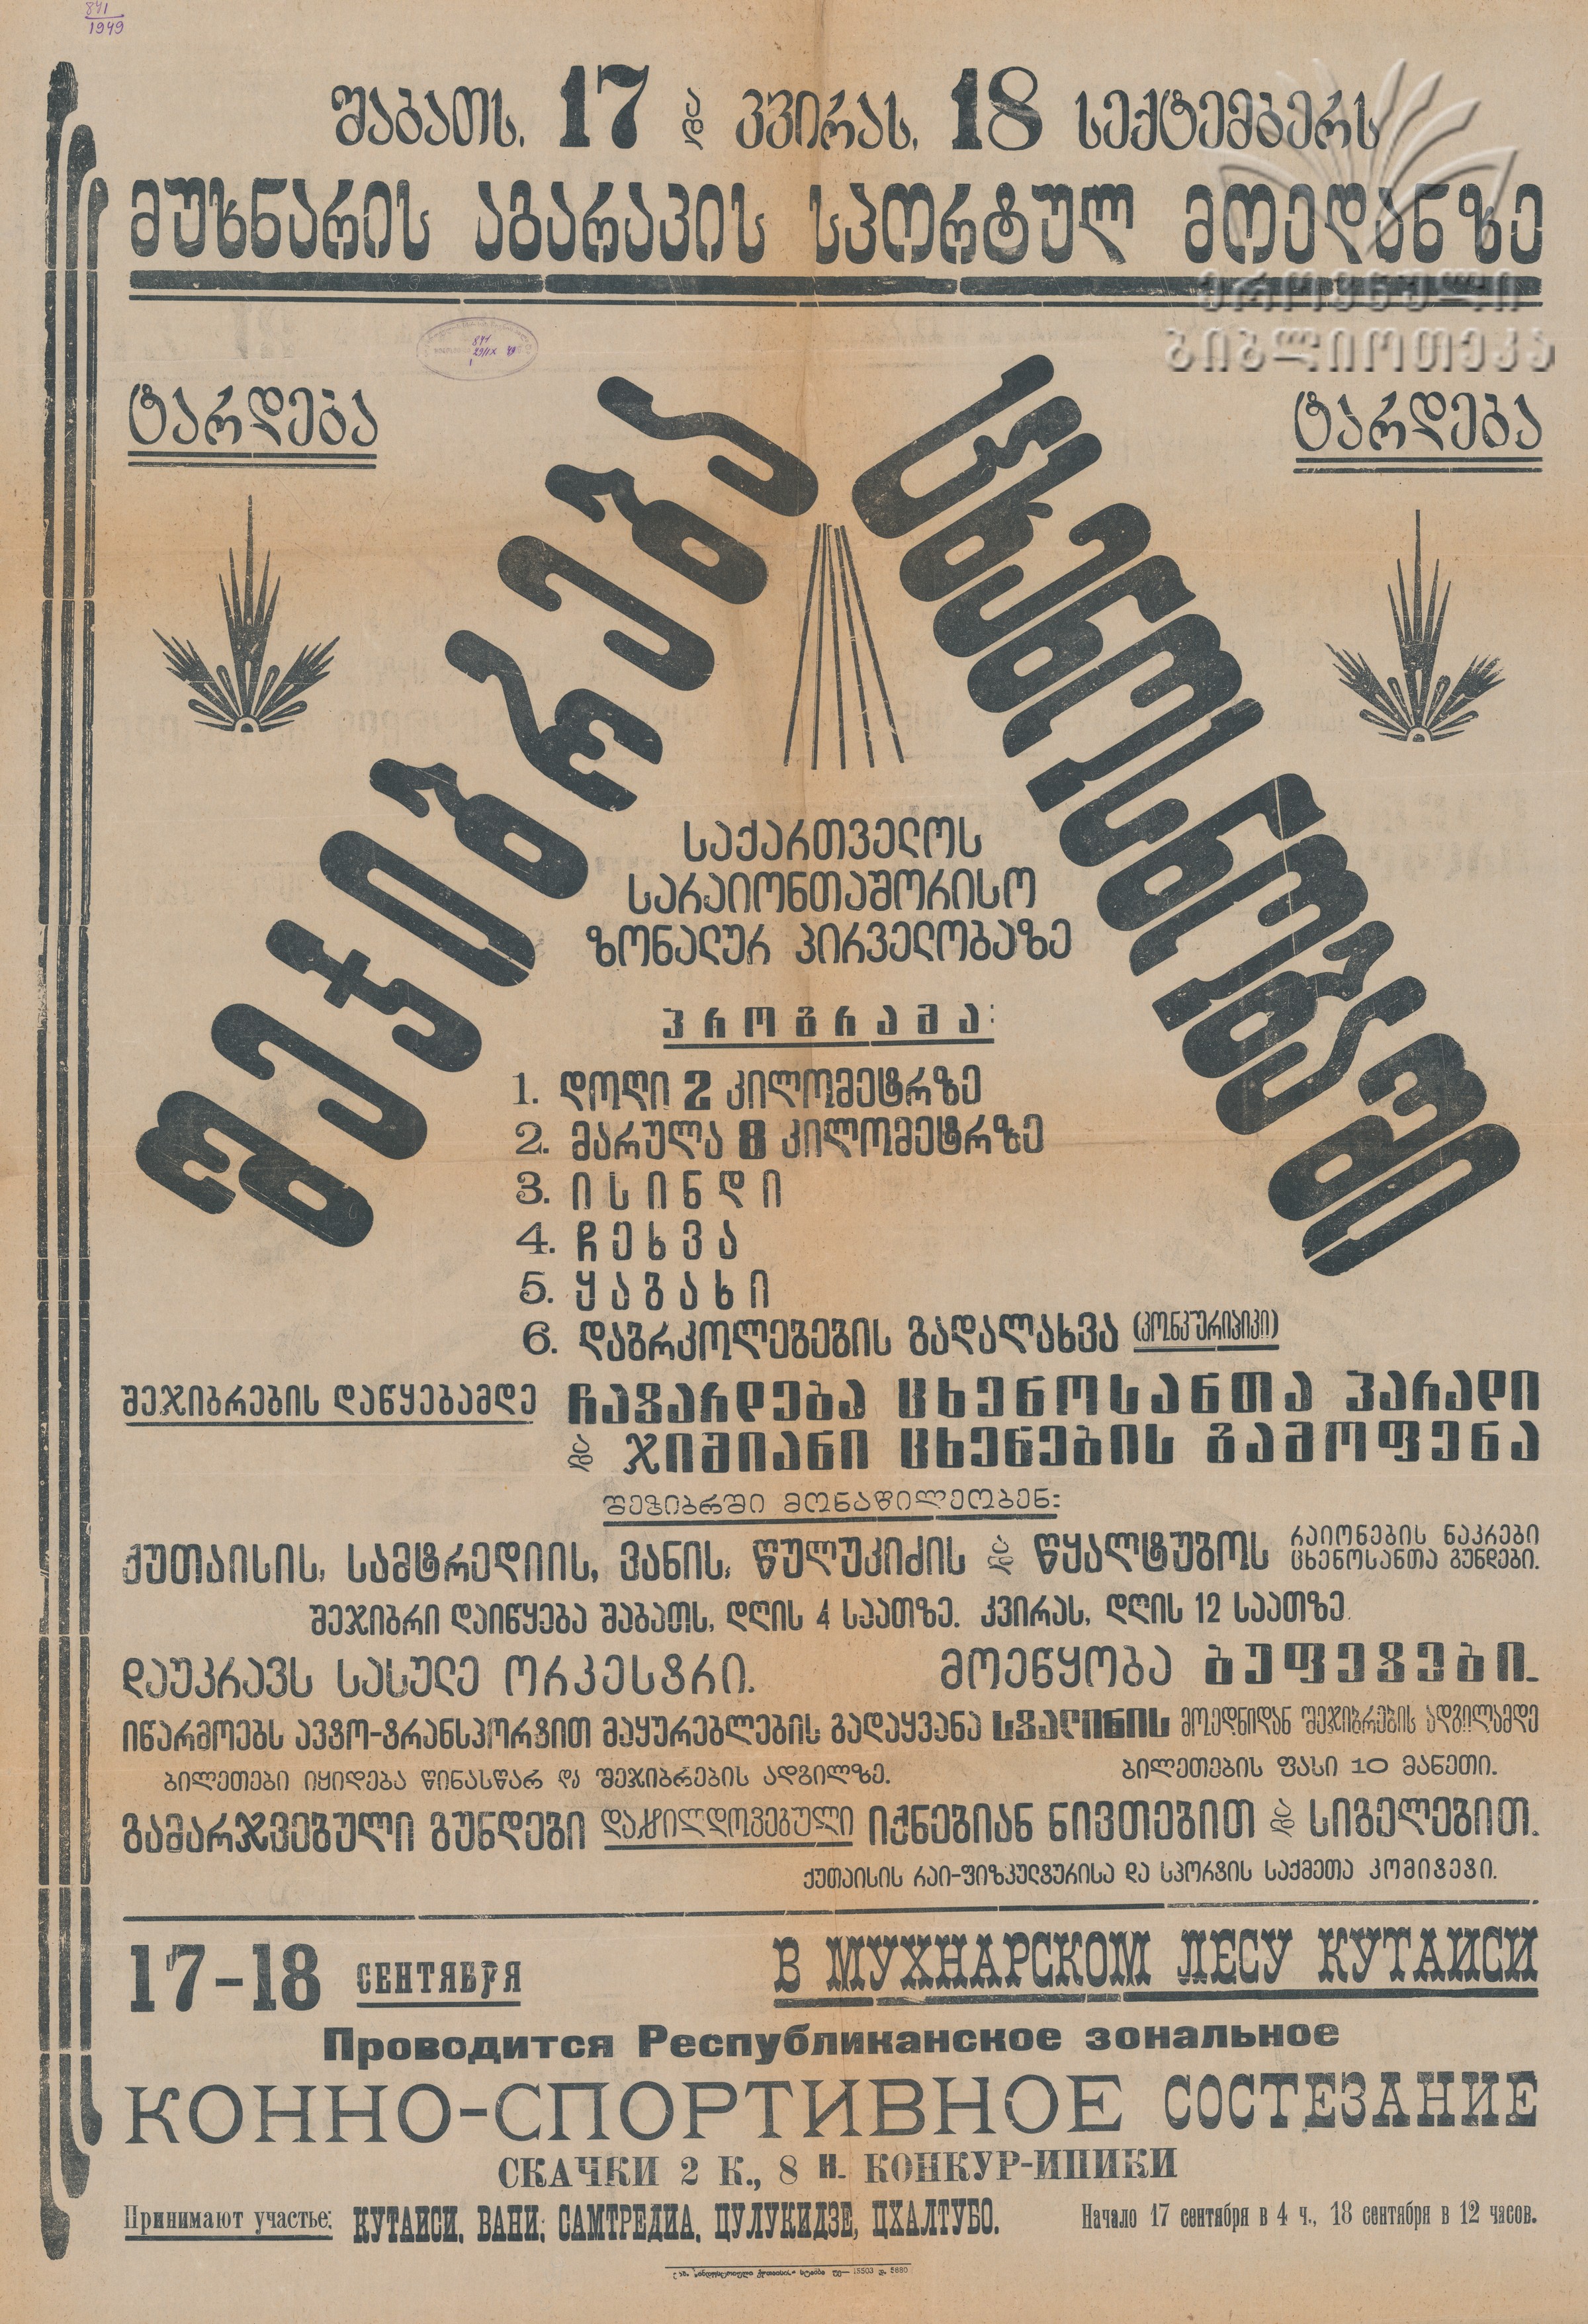 871
1949
შაბათს, 17 და კვირას, 18 სექტემბერს
მუხნარის აგარაკის სპორტულ მოედანზე
ეროვნული
ბიბლიოთეკა
ტარდება
ტარდება
შეჯიბრება
ცხენოსნობაში
საქართველოს
სარაიონთაშორისო
ზონალურ პირველობაზე
პროგრამა:
1. დოღი 2 კილომეტრზე
2. მარულა 8 კილომეტრზე
3. ისინდი
4. ჩეხვა
5. ყაბახი
6. დაბრკოლებების გადალახვა (კონკურიპიკი)
შეჯიბრების დაწყებამდე ჩატარდება ცხენოსანთა პარადი
და ჯიშიანი ცხენების გამოფენა
შეჯიბრში მონაწილეობენ:
ქუთაისის, სამტრედიის, ვანის, წულუკიძის და წყალტუბოს რაიონების ნაკრები
ცხენოსანთა გუნდები.
შეჯიბრი დაიწყება შაბათს, დღის 4 საათზე. კვირას, დღის 12 საათზე.
დაუკრავს სასულე ორკესტრი. მოეწყობა ბუფეტები.
იწარმოებს ავტო-ტრანსპორტით მაყურებლების გადაყვანა სტალინის მოედნიდან შეჯიბრების ადგილამდე
ბილეთები იყიდება წინასწარ და შეჯიბრების ადგილზე. ბილეთების ფასი 10 მანეთი.
გამარჯვებული გუნდები დაჯილდოვებული იქნებიან ნივთებით და სიგელებით.
ქუთაისის რაი-ფიზკულტურისა და სპორტის საქმეთა კომიტეტი.
17-18 СЕНТЯБРЯ В МУХНАРСКОМ ЛЕСУ КУТАИСИ
Проводится Республиканское зональное
КОННО-СПОРТИВНОЕ СОСТЕЗАНИЕ
СКАЧКИ 2 К., 8 н. КОНКУР-ИПИКИ
Принимают участье: КУТАИСИ, ВАНИ; САМТРЕДИА, ЦУЛУКИДЗЕ, ЦХАЛТУБО. Начало 17 сентября в 4 ч., 18 сентября в 12 часов.